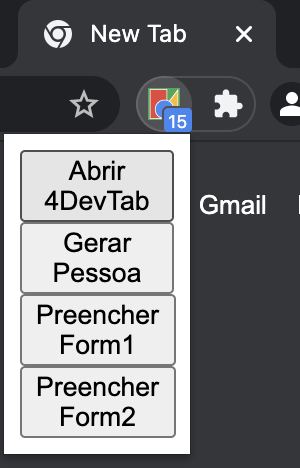 New Tab
15
Abrir
4DevTab
Gmail
Gerar
Pessoa
Preencher
Form1
Preencher
Form2